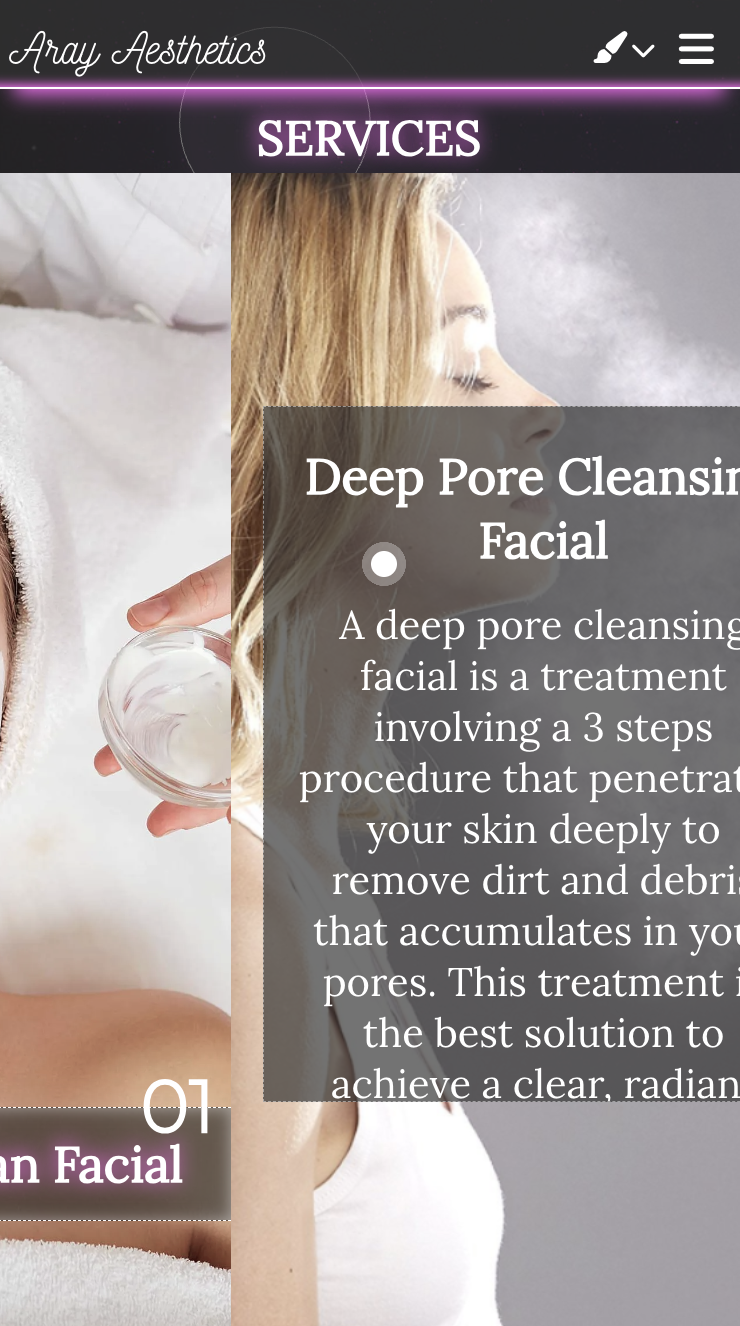 Aray Aesthetics
SERVICES
Deep Pore Cleansin
Facial
A deep pore cleansing
facial is a treatment
involving a 3 steps
procedure that penetrat
your skin deeply to
remove dirt and debris
that accumulates in you
pores. This treatment i
the best solution to
achieve a clear, radian
01
an Facial